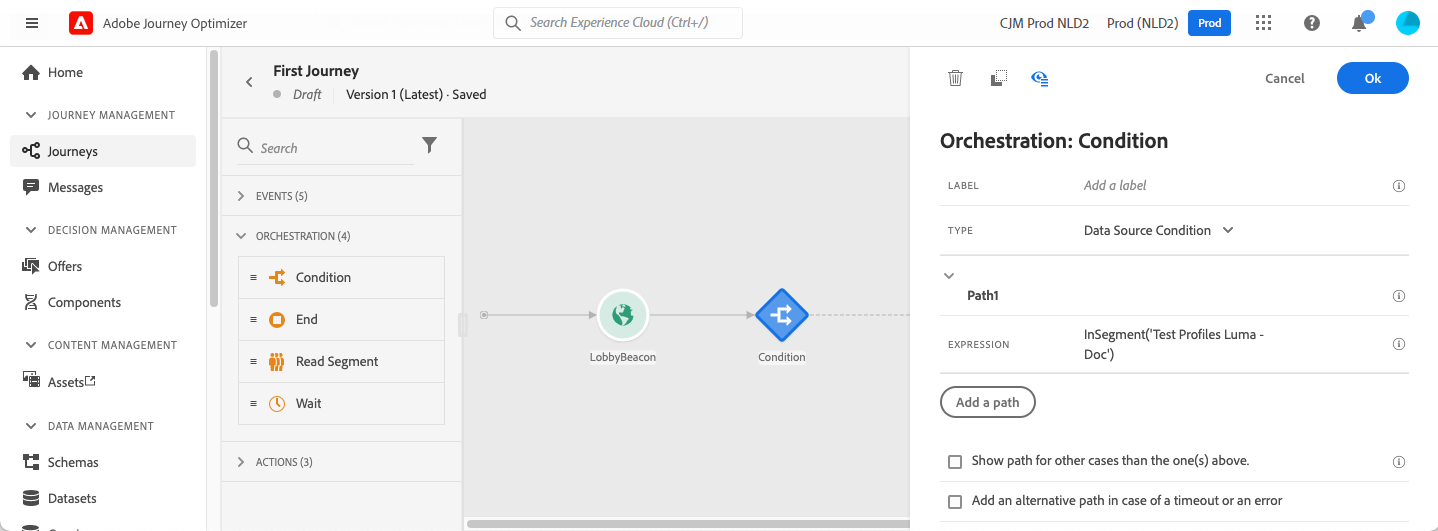 Adobe Journey Optimizer
Search Experience Cloud (Ctrl+/)
CJM Prod NLD2
Prod (NLD2)
Prod
Home
JOURNEY MANAGEMENT
Journeys
Messages
DECISION MANAGEMENT
Offers
Components
CONTENT MANAGEMENT
Assets
DATA MANAGEMENT
Schemas
Datasets
First Journey
Draft
Version 1 (Latest) · Saved
Search
EVENTS (5)
ORCHESTRATION (4)
Condition
End
Read Segment
Wait
ACTIONS (3)
LobbyBeacon
Condition
Cancel
Ok
Orchestration: Condition
LABEL
Add a label
TYPE
Data Source Condition
Path1
EXPRESSION
InSegment('Test Profiles Luma -
Doc')
Add a path
Show path for other cases than the one(s) above.
Add an alternative path in case of a timeout or an error